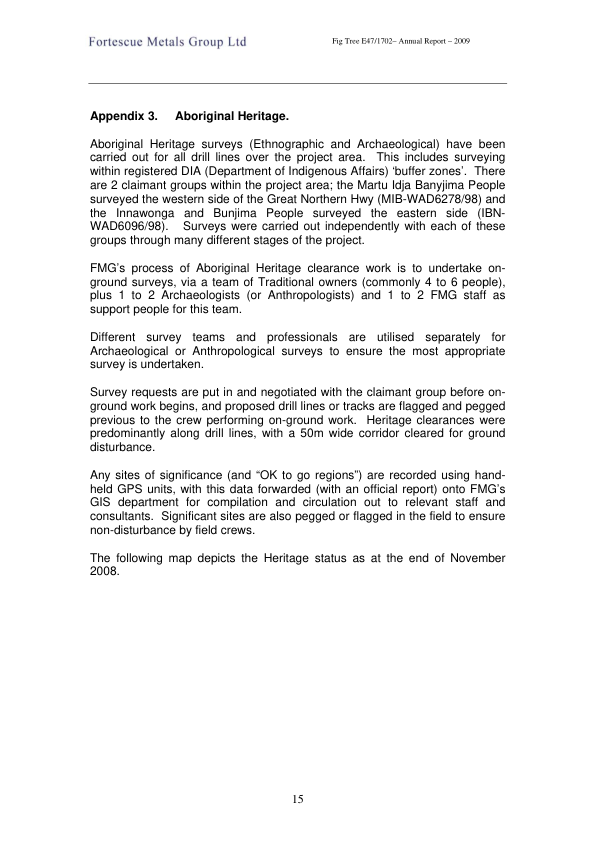 Fortescue Metals Group Ltd
Fig Tree E47/1702– Annual Report – 2009
Appendix 3. Aboriginal Heritage.
Aboriginal Heritage surveys (Ethnographic and Archaeological) have been
carried out for all drill lines over the project area. This includes surveying
within registered DIA (Department of Indigenous Affairs) ‘buffer zones’. There
are 2 claimant groups within the project area; the Martu Idja Banyjima People
surveyed the western side of the Great Northern Hwy (MIB-WAD6278/98) and
the Innawonga and Bunjima People surveyed the eastern side (IBN-
WAD6096/98). Surveys were carried out independently with each of these
groups through many different stages of the project.
FMG’s process of Aboriginal Heritage clearance work is to undertake on-
ground surveys, via a team of Traditional owners (commonly 4 to 6 people),
plus 1 to 2 Archaeologists (or Anthropologists) and 1 to 2 FMG staff as
support people for this team.
Different survey teams and professionals are utilised separately for
Archaeological or Anthropological surveys to ensure the most appropriate
survey is undertaken.
Survey requests are put in and negotiated with the claimant group before on-
ground work begins, and proposed drill lines or tracks are flagged and pegged
previous to the crew performing on-ground work. Heritage clearances were
predominantly along drill lines, with a 50m wide corridor cleared for ground
disturbance.
Any sites of significance (and “OK to go regions”) are recorded using hand-
held GPS units, with this data forwarded (with an official report) onto FMG’s
GIS department for compilation and circulation out to relevant staff and
consultants. Significant sites are also pegged or flagged in the field to ensure
non-disturbance by field crews.
The following map depicts the Heritage status as at the end of November
2008.
15